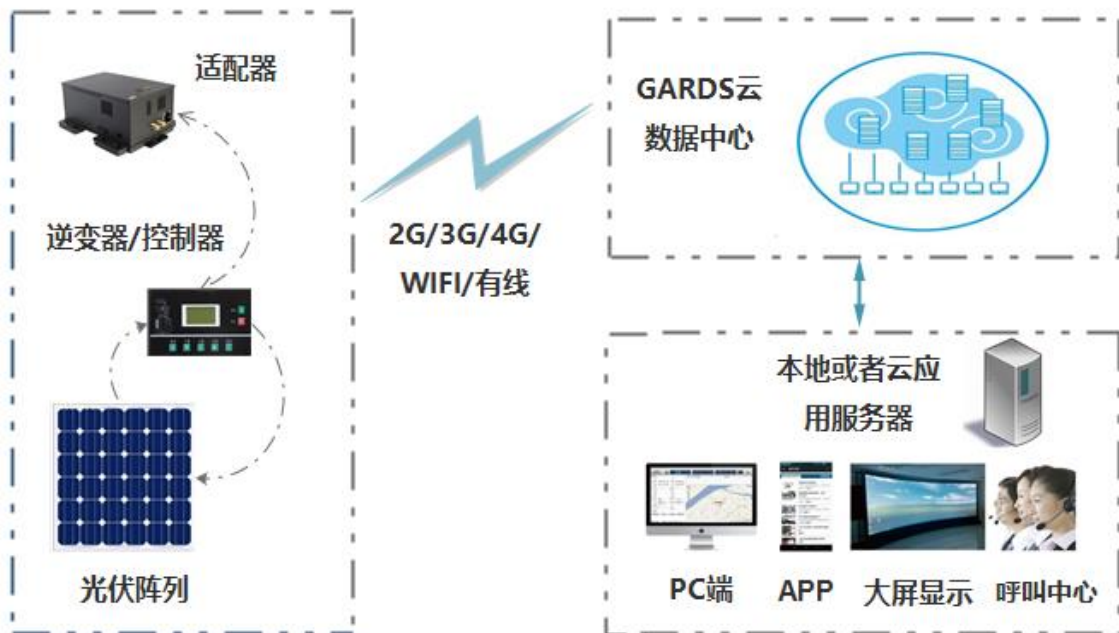 适配器
逆变器/控制器
光伏阵列
2G/3G/4G/
WIFI/有线
GARDS云
数据中心
本地或者云应
用服务器
PC端
APP
大屏显示
呼叫中心